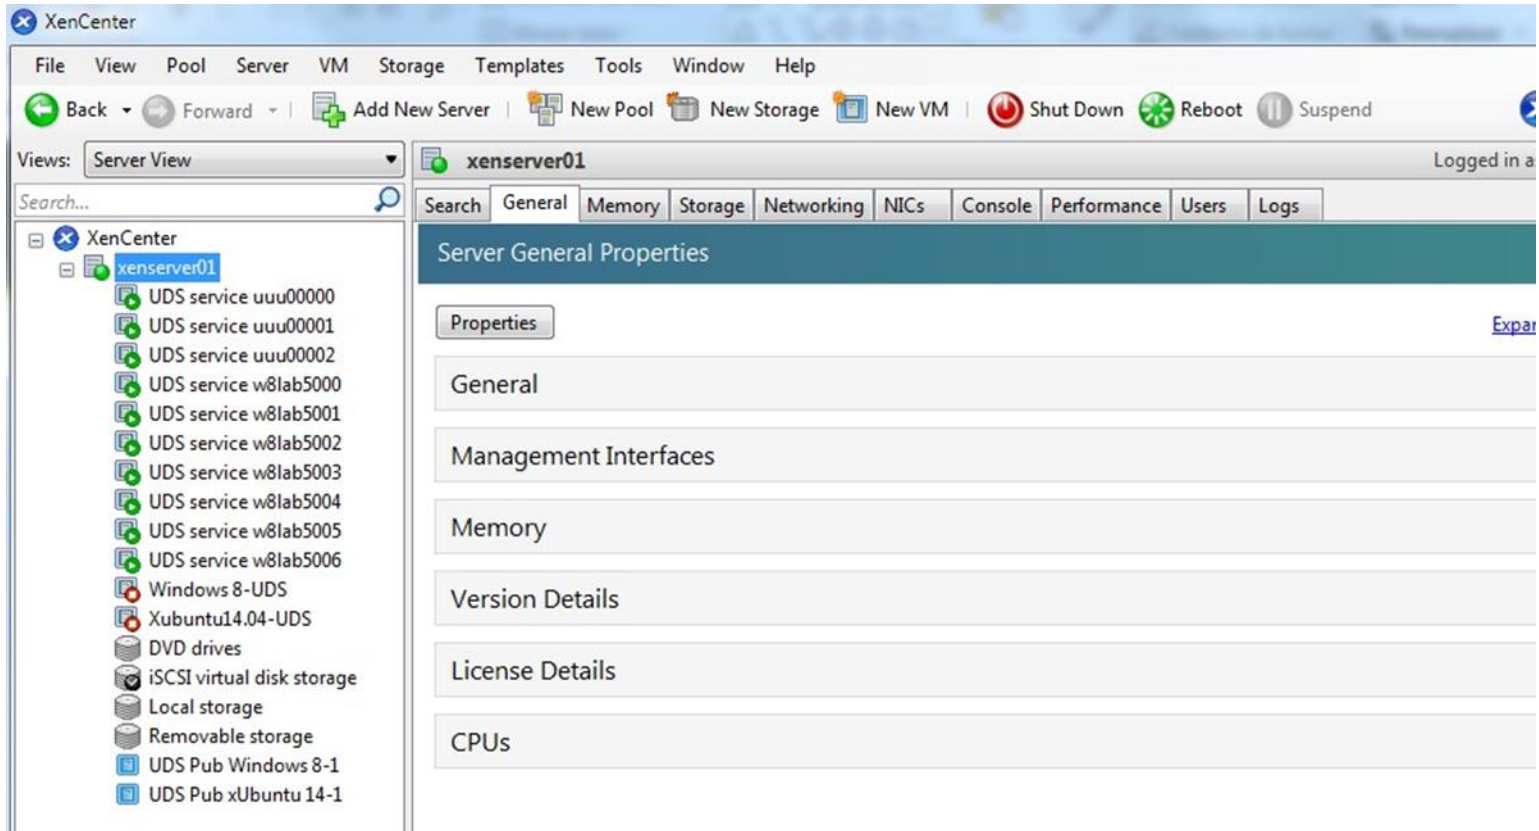 XenCenter
File View Pool Server VM Storage Templates Tools Window Help
Back Forward Add New Server New Pool New Storage New VM Shut Down Reboot Suspend
Views: Server View
xenserver01 Logged in as
Search...
Search General Memory Storage Networking NICs Console Performance Users Logs
XenCenter
xenserver01
UDS service uuu00000
UDS service uuu00001
UDS service uuu00002
UDS service w8lab5000
UDS service w8lab5001
UDS service w8lab5002
UDS service w8lab5003
UDS service w8lab5004
UDS service w8lab5005
UDS service w8lab5006
Windows 8-UDS
Xubuntu14.04-UDS
DVD drives
iSCSI virtual disk storage
Local storage
Removable storage
UDS Pub Windows 8-1
UDS Pub xUbuntu 14-1
Server General Properties
Properties
General
Management Interfaces
Memory
Version Details
License Details
CPUs